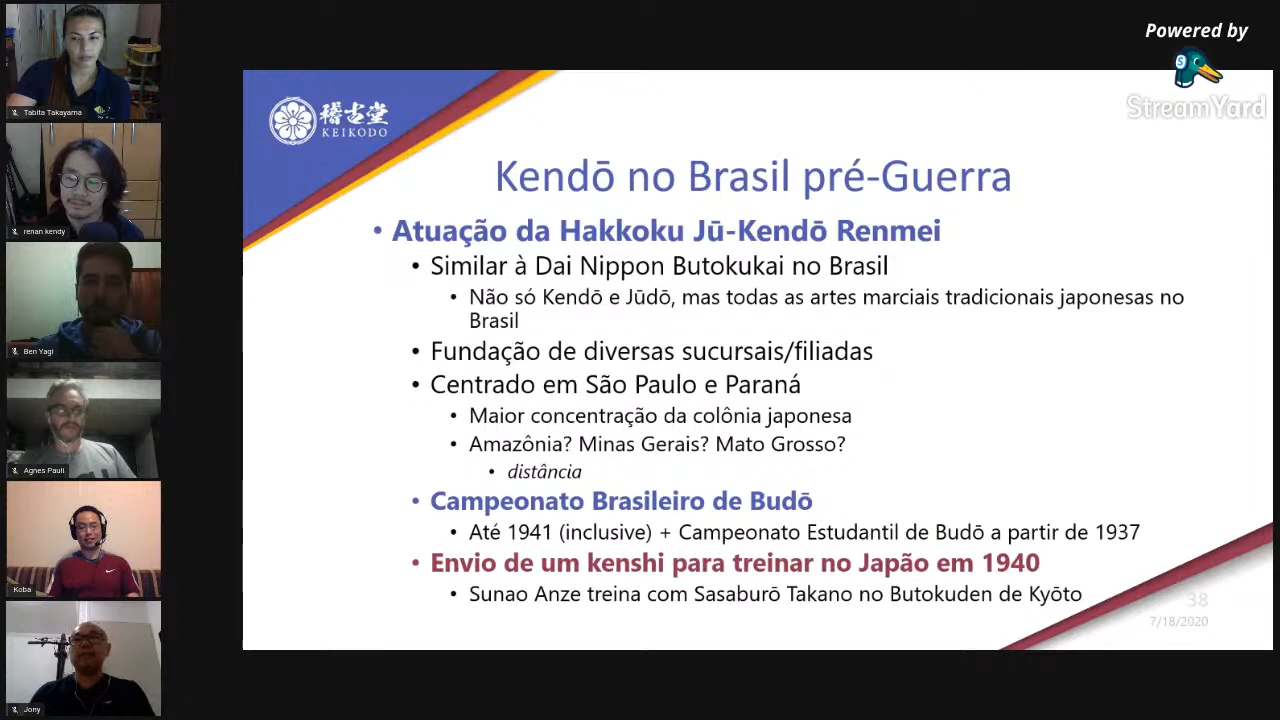 Powered by
StreamYard
稽古堂
KEIKODO
Kendō no Brasil pré-Guerra
• Atuação da Hakkoku Jū-Kendō Renmei
• Similar à Dai Nippon Butokukai no Brasil
• Não só Kendō e Jūdō, mas todas as artes marciais tradicionais japonesas no
Brasil
• Fundação de diversas sucursais/filiadas
• Centrado em São Paulo e Paraná
• Maior concentração da colônia japonesa
• Amazônia? Minas Gerais? Mato Grosso?
• distância
• Campeonato Brasileiro de Budō
• Até 1941 (inclusive) + Campeonato Estudantil de Budō a partir de 1937
• Envio de um kenshi para treinar no Japão em 1940
• Sunao Anze treina com Sasaburō Takano no Butokuden de Kyōto
38
7/18/2020
Tabita Takayama
renan kendy
Ben Yagi
Agnes Pauli
Koba
Jony